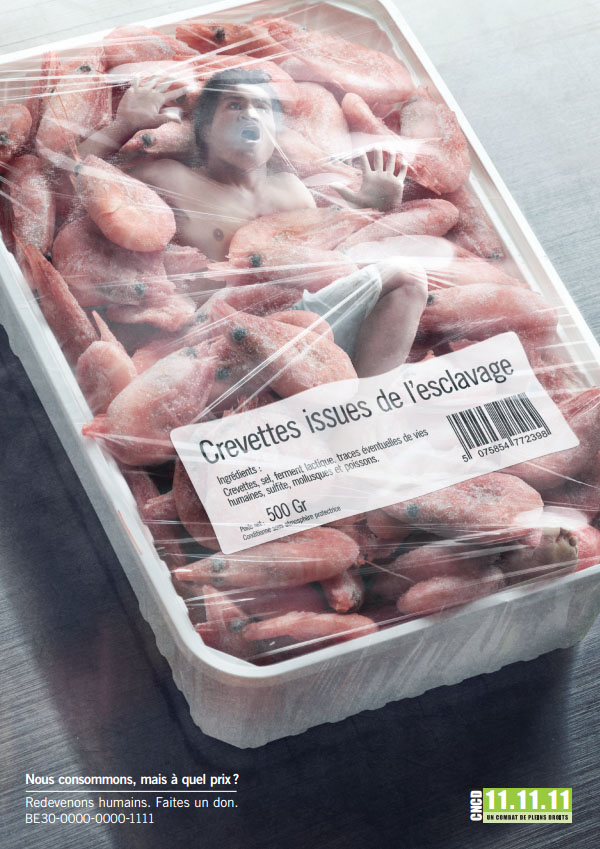 Crevettes issues de l'esclavage
Ingrédients :
Crevettes, sel, ferment lactique, traces éventuelles de vies
humaines, sulfite, mollusques et poissons.
Poids net : 500 Gr
Conditionné sans atmosphère protectrice
5 075854 772398
Nous consommons, mais à quel prix ?
Redevenons humains. Faites un don.
BE30-0000-0000-1111
CNCD 11.11.11
UN COMBAT DE PLEINS DROITS